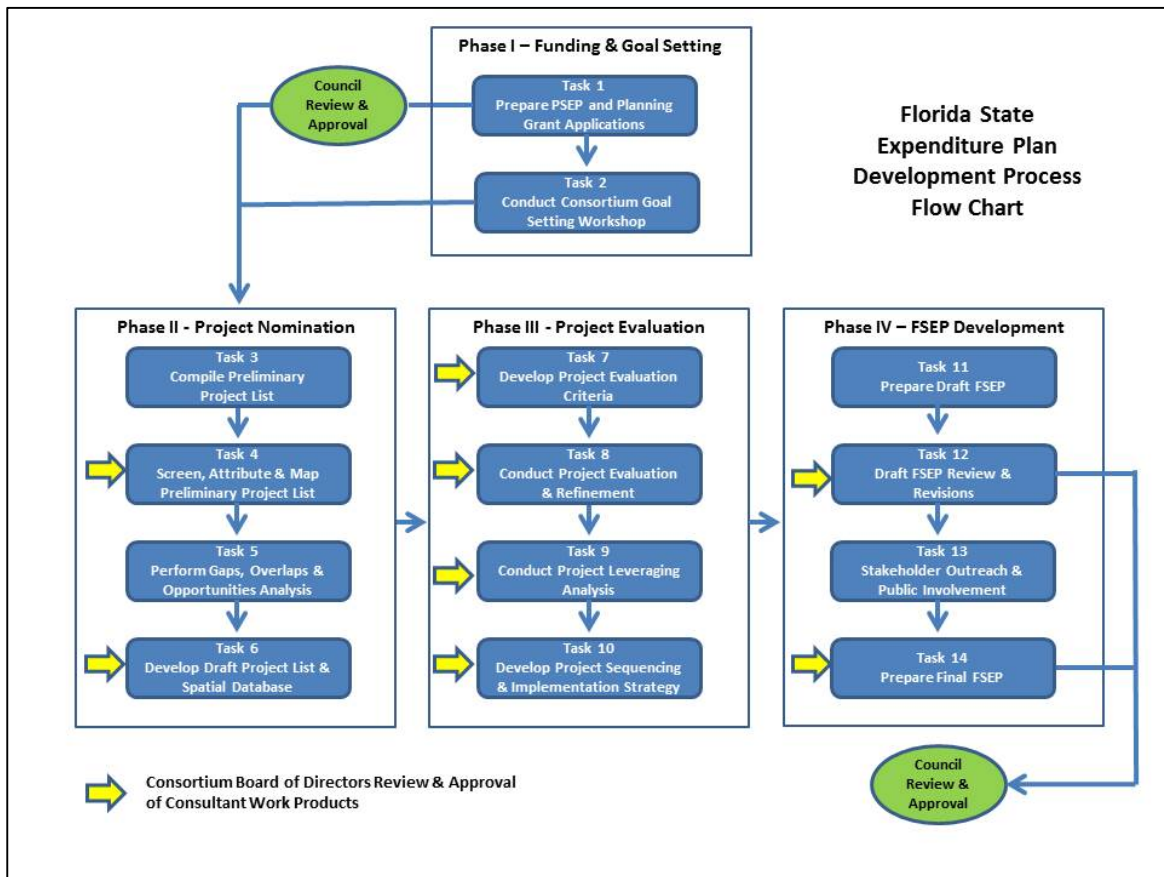 Phase I – Funding & Goal Setting
Council
Review &
Approval
Task 1
Prepare PSEP and Planning
Grant Applications
Task 2
Conduct Consortium Goal
Setting Workshop
Florida State
Expenditure Plan
Development Process
Flow Chart
Phase II - Project Nomination
Task 3
Compile Preliminary
Project List
Task 4
Screen, Attribute & Map
Preliminary Project List
Task 5
Perform Gaps, Overlaps &
Opportunities Analysis
Task 6
Develop Draft Project List &
Spatial Database
Phase III - Project Evaluation
Task 7
Develop Project Evaluation
Criteria
Task 8
Conduct Project Evaluation
& Refinement
Task 9
Conduct Project Leveraging
Analysis
Task 10
Develop Project Sequencing
& Implementation Strategy
Phase IV – FSEP Development
Task 11
Prepare Draft FSEP
Task 12
Draft FSEP Review &
Revisions
Task 13
Stakeholder Outreach &
Public Involvement
Task 14
Prepare Final FSEP
Consortium Board of Directors Review & Approval
of Consultant Work Products
Council
Review &
Approval